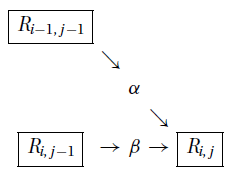 R_{i−1,j−1}
↘
α
↘
R_{i,j−1} → β → R_{i,j}